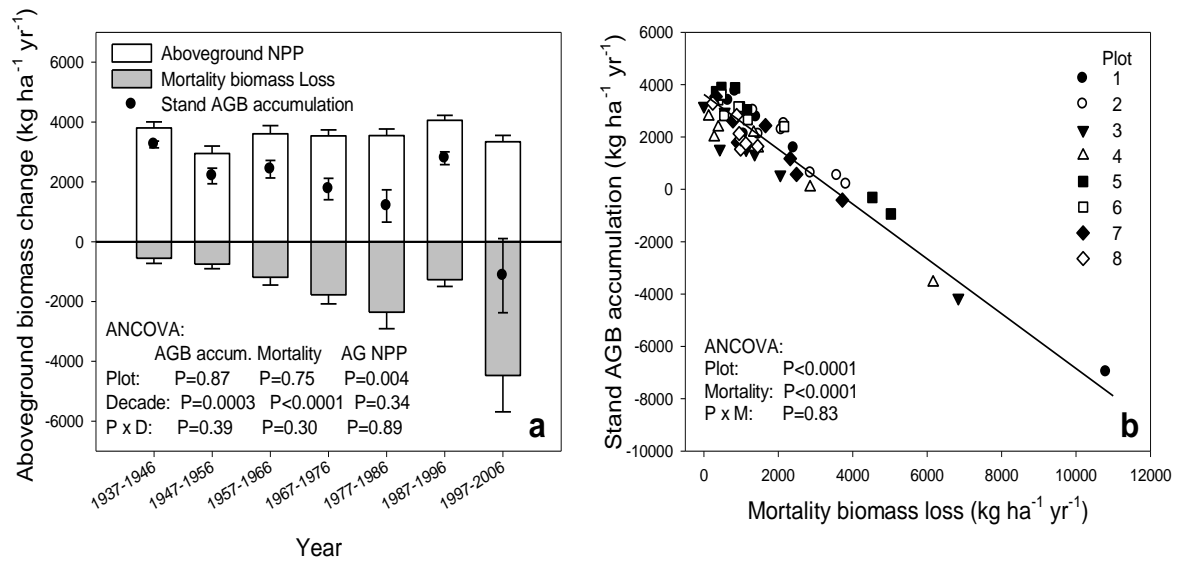 Aboveground biomass change (kg ha⁻¹ yr⁻¹)
6000
4000
2000
0
-2000
-4000
-6000
Aboveground NPP
Mortality biomass Loss
Stand AGB accumulation
ANCOVA:
AGB accum. Mortality AG NPP
Plot: P=0.87 P=0.75 P=0.004
Decade: P=0.0003 P<0.0001 P=0.34
P x D: P=0.39 P=0.30 P=0.89
a
1937-1946
1947-1956
1957-1966
1967-1976
1977-1986
1987-1996
1997-2006
Year
Stand AGB accumulation (kg ha⁻¹ yr⁻¹)
6000
4000
2000
0
-2000
-4000
-6000
-8000
-10000
Plot
1
2
3
4
5
6
7
8
ANCOVA:
Plot: P<0.0001
Mortality: P<0.0001
P x M: P=0.83
b
0 2000 4000 6000 8000 10000 12000
Mortality biomass loss (kg ha⁻¹ yr⁻¹)